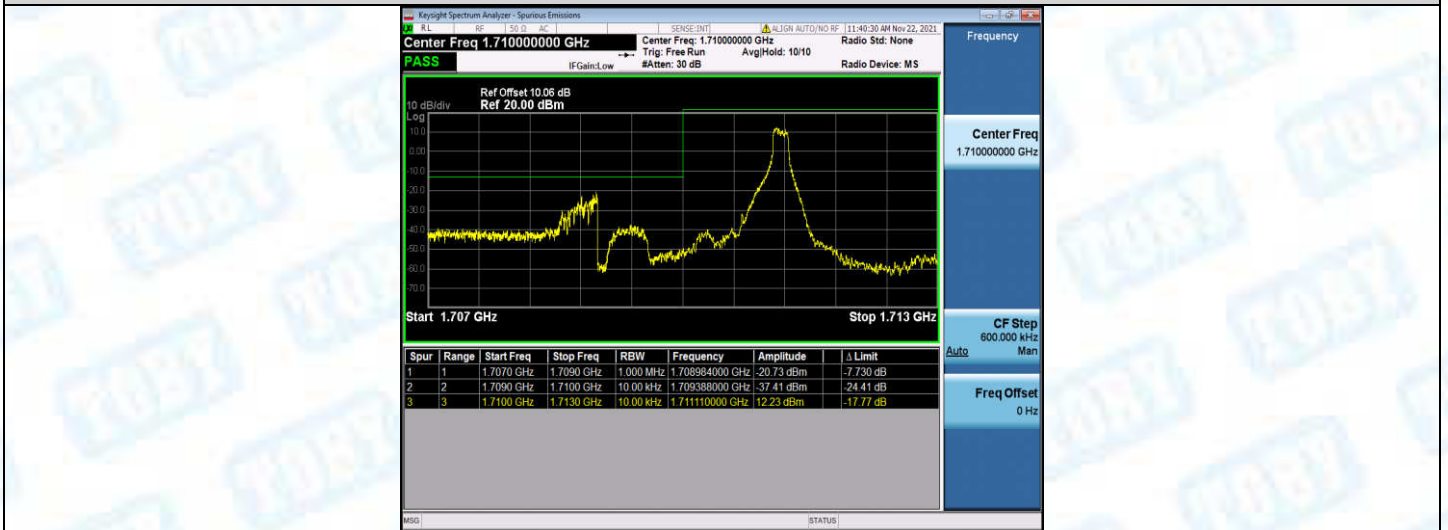 Keysight Spectrum Analyzer - Spurious Emissions
RL RF 50 Ω AC SENSE:INT ALIGN AUTO/NO RF 11:40:30 AM Nov 22, 2021
Center Freq 1.710000000 GHz
Center Freq: 1.710000000 GHz Radio Std: None
Trig: Free Run Avg|Hold: 10/10
PASS
IFGain:Low #Atten: 30 dB Radio Device: MS
Frequency
Ref Offset 10.06 dB
10 dB/div Ref 20.00 dBm
Log
10.0
0.00
-10.0
-20.0
-30.0
-40.0
-50.0
-60.0
-70.0
Start 1.707 GHz Stop 1.713 GHz
Center Freq
1.710000000 GHz
CF Step
600.000 kHz
Auto Man
Freq Offset
0 Hz
Spur Range Start Freq Stop Freq RBW Frequency Amplitude Δ Limit
1 1 1.7070 GHz 1.7090 GHz 1.000 MHz 1.708984000 GHz -20.73 dBm -7.730 dB
2 2 1.7090 GHz 1.7100 GHz 10.00 kHz 1.709388000 GHz -37.41 dBm -24.41 dB
3 3 1.7100 GHz 1.7130 GHz 10.00 kHz 1.711110000 GHz 12.23 dBm -17.77 dB
MSG STATUS